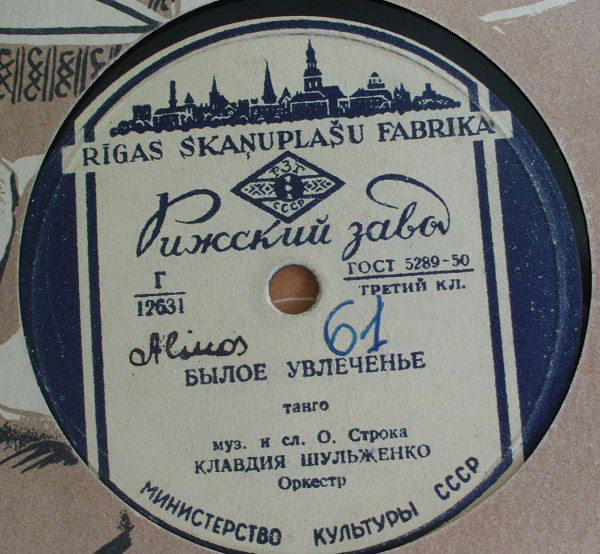 RĪGAS SKAŅUPLAŠU FABRIKA
РЗГ
СССР
Рижский завод
Г
12631
ГОСТ 5289-50
ТРЕТИЙ КЛ.
61
БЫЛОЕ УВЛЕЧЕНЬЕ
танго
муз. и сл. О. Строка
КЛАВДИЯ ШУЛЬЖЕНКО
Оркестр
МИНИСТЕРСТВО КУЛЬТУРЫ СССР